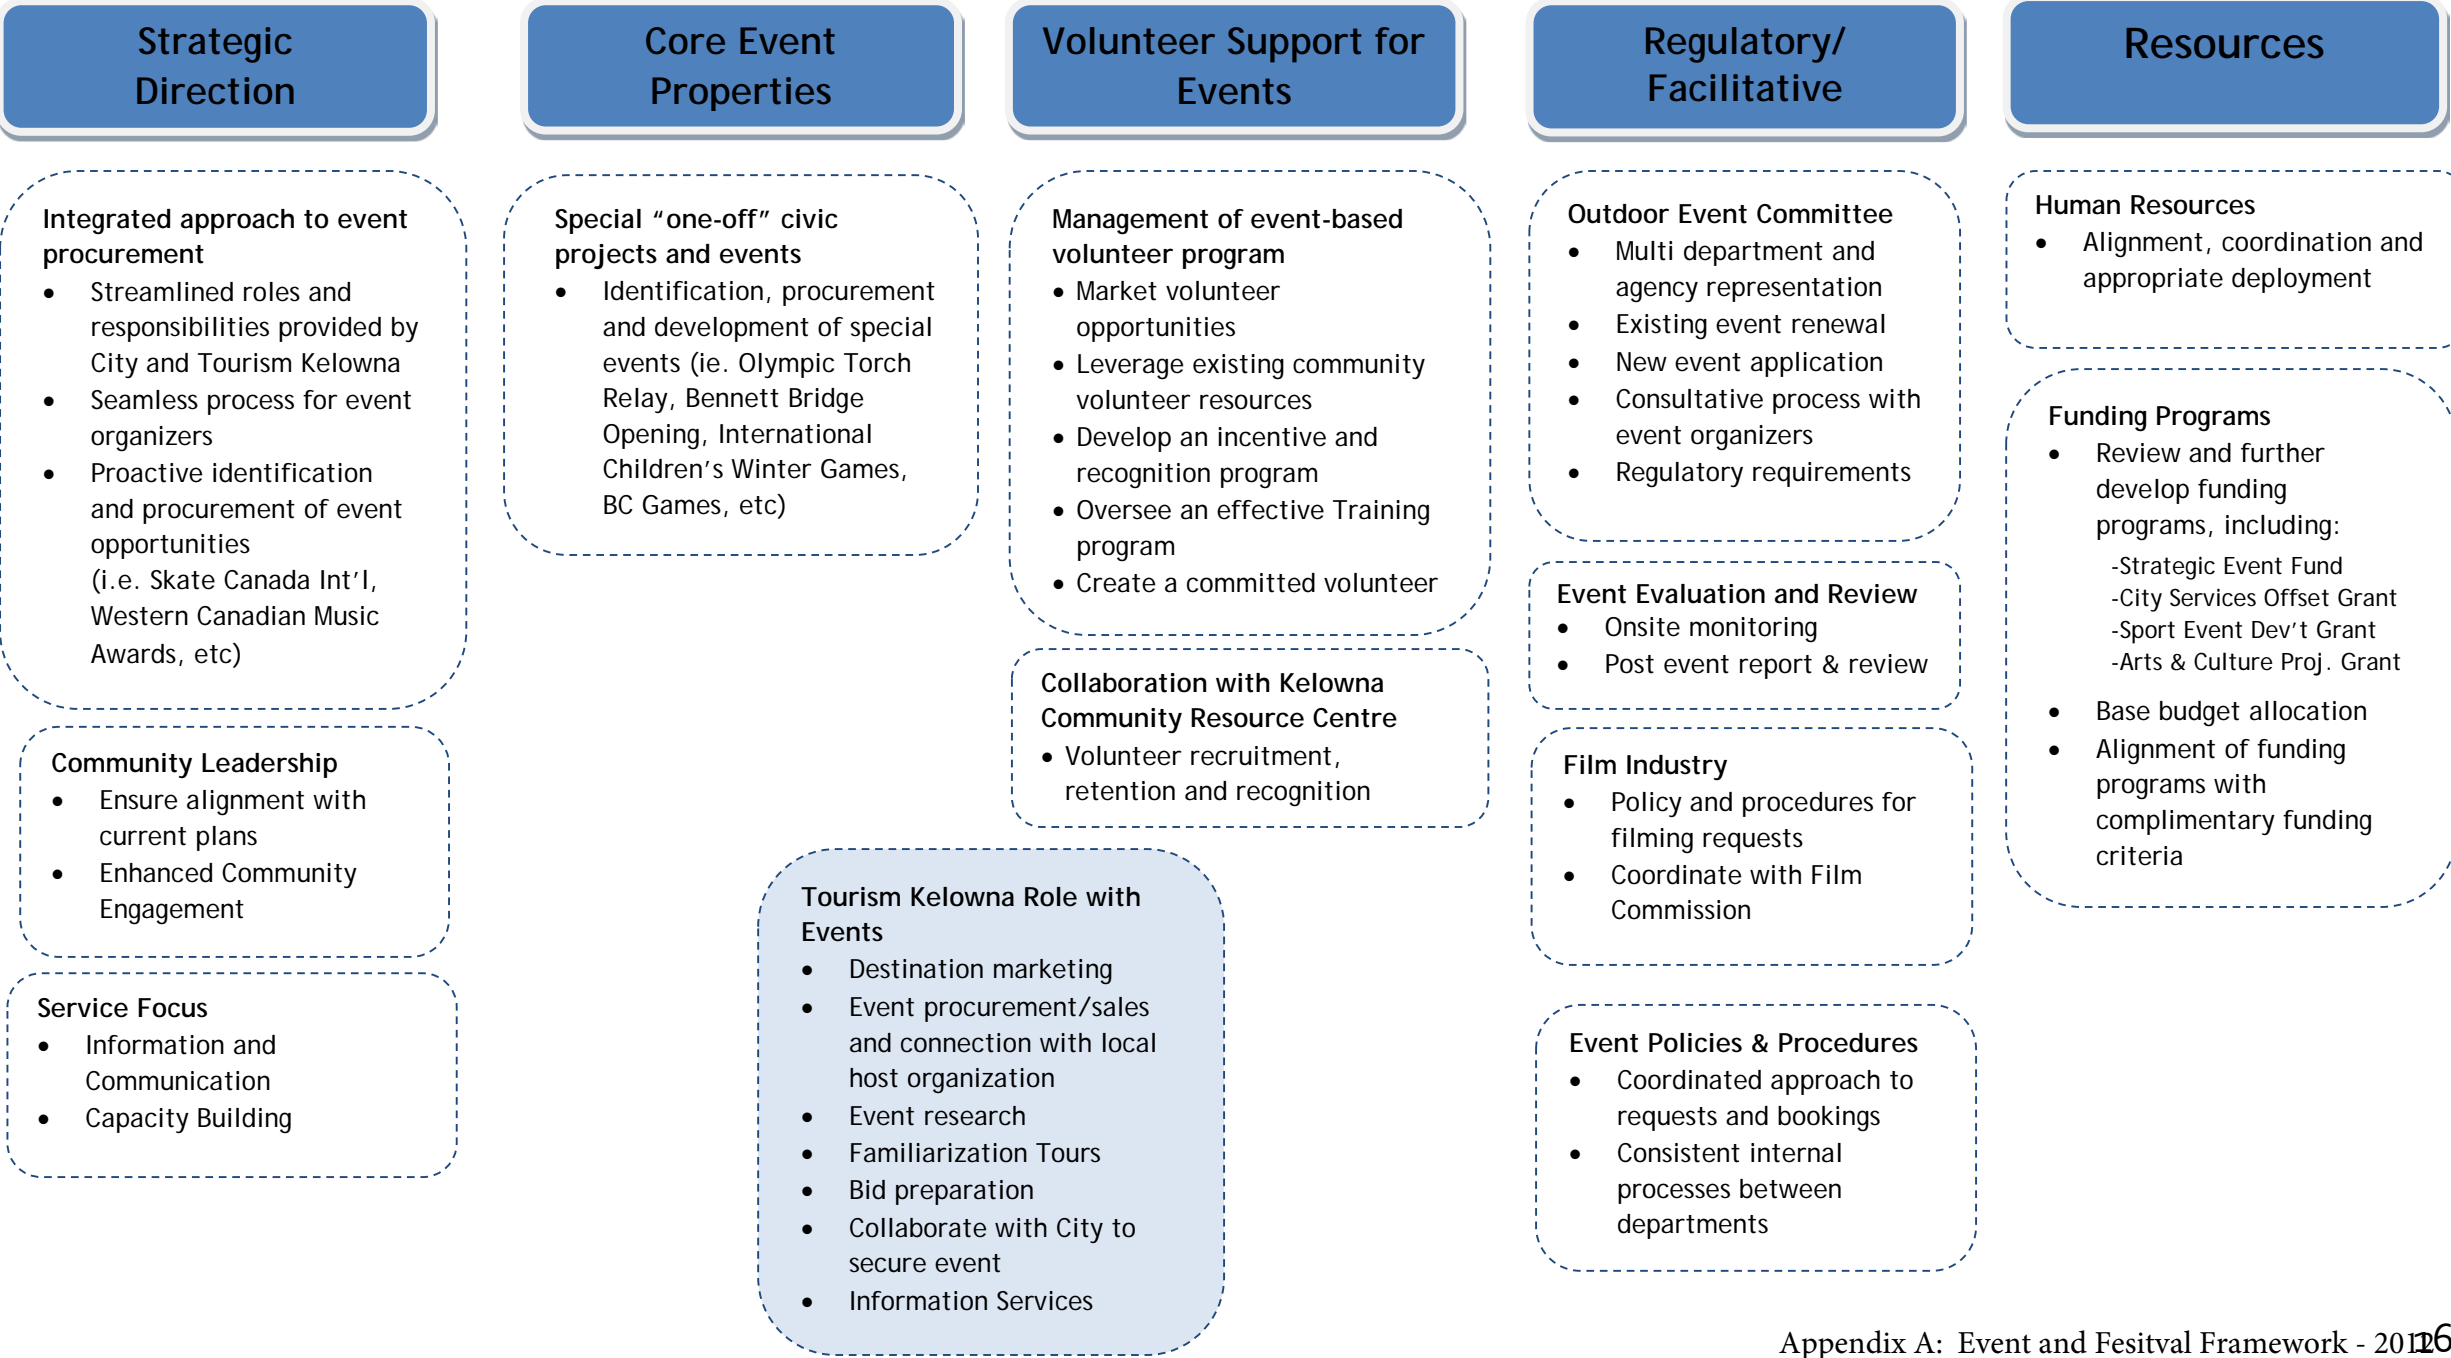 Strategic
Direction
Integrated approach to event
procurement
• Streamlined roles and
responsibilities provided by
City and Tourism Kelowna
• Seamless process for event
organizers
• Proactive identification
and procurement of event
opportunities
(i.e. Skate Canada Int'l,
Western Canadian Music
Awards, etc)
Community Leadership
• Ensure alignment with
current plans
• Enhanced Community
Engagement
Service Focus
• Information and
Communication
• Capacity Building
Core Event
Properties
Special “one-off” civic
projects and events
• Identification, procurement
and development of special
events (ie. Olympic Torch
Relay, Bennett Bridge
Opening, International
Children's Winter Games,
BC Games, etc)
Volunteer Support for
Events
Management of event-based
volunteer program
• Market volunteer
opportunities
• Leverage existing community
volunteer resources
• Develop an incentive and
recognition program
• Oversee an effective Training
program
• Create a committed volunteer
Collaboration with Kelowna
Community Resource Centre
• Volunteer recruitment,
retention and recognition
Tourism Kelowna Role with
Events
• Destination marketing
• Event procurement/sales
and connection with local
host organization
• Event research
• Familiarization Tours
• Bid preparation
• Collaborate with City to
secure event
• Information Services
Regulatory/
Facilitative
Outdoor Event Committee
• Multi department and
agency representation
• Existing event renewal
• New event application
• Consultative process with
event organizers
• Regulatory requirements
Event Evaluation and Review
• Onsite monitoring
• Post event report & review
Film Industry
• Policy and procedures for
filming requests
• Coordinate with Film
Commission
Event Policies & Procedures
• Coordinated approach to
requests and bookings
• Consistent internal
processes between
departments
Resources
Human Resources
• Alignment, coordination and
appropriate deployment
Funding Programs
• Review and further
develop funding
programs, including:
-Strategic Event Fund
-City Services Offset Grant
-Sport Event Dev't Grant
-Arts & Culture Proj. Grant
• Base budget allocation
• Alignment of funding
programs with
complimentary funding
criteria
Appendix A: Event and Fesitval Framework - 2012
16